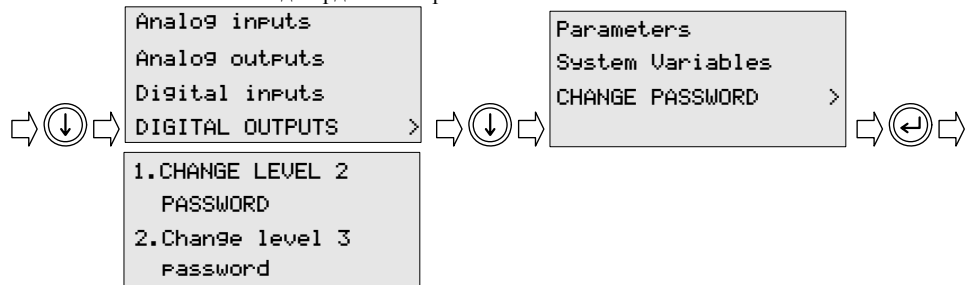 Analog inputs
Analog outputs
Digital inputs
DIGITAL OUTPUTS >
Parameters
System Variables
CHANGE PASSWORD >
1.CHANGE LEVEL 2
PASSWORD
2.Change level 3
password